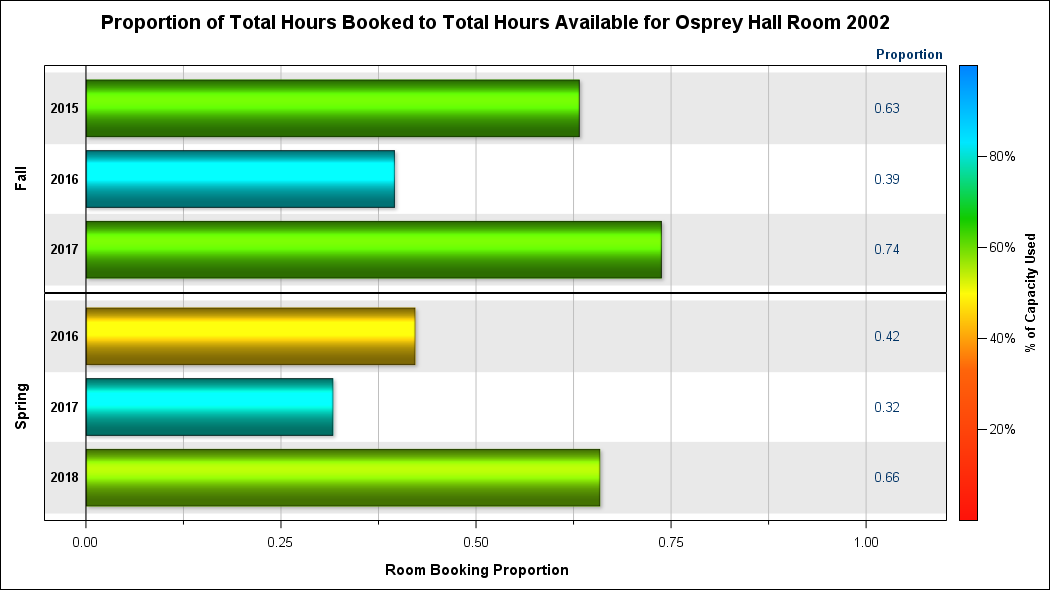 Proportion of Total Hours Booked to Total Hours Available for Osprey Hall Room 2002
Proportion
Fall
2015 0.63
2016 0.39
2017 0.74
Spring
2016 0.42
2017 0.32
2018 0.66
0.00 0.25 0.50 0.75 1.00
Room Booking Proportion
80%
60%
40%
20%
% of Capacity Used